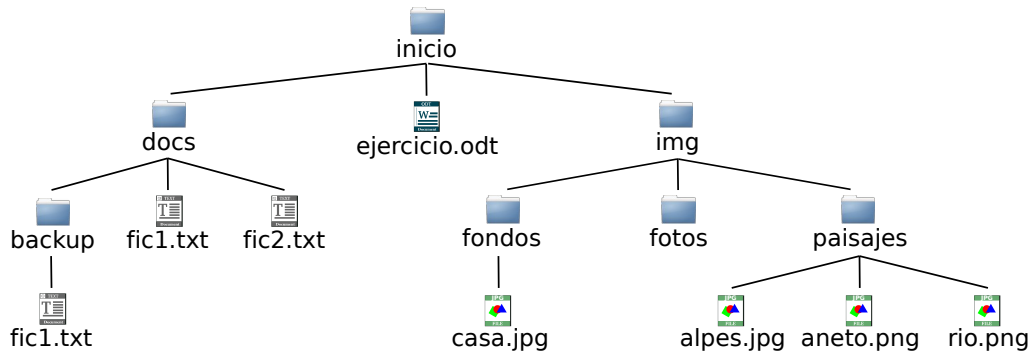 inicio
docs
ejercicio.odt
img
backup
fic1.txt
fic2.txt
fondos
fotos
paisajes
fic1.txt
casa.jpg
alpes.jpg
aneto.png
rio.png